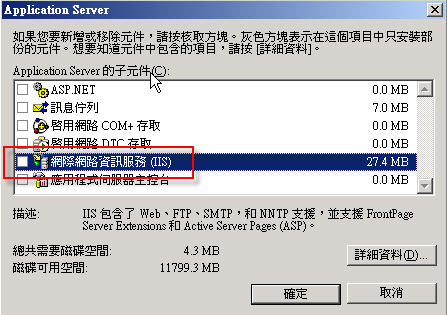 Application Server
如果您要新增或移除元件，請按核取方塊。灰色方塊表示在這個項目中只安裝部
份的元件。想要知道元件中包含的項目，請按 [詳細資料]。
Application Server 的子元件(C):
ASP.NET 0.0 MB
訊息佇列 7.0 MB
啓用網路 COM+ 存取 0.0 MB
啓用網路 DTC 存取 0.0 MB
網際網路資訊服務 (IIS) 27.4 MB
應用程式伺服器主控台 0.0 MB
描述: IIS 包含了 Web、FTP、SMTP，和 NNTP 支援，並支援 FrontPage
Server Extensions 和 Active Server Pages (ASP)。
總共需要磁碟空間: 4.3 MB
磁碟可用空間: 11799.3 MB
詳細資料(D)...
確定
取消